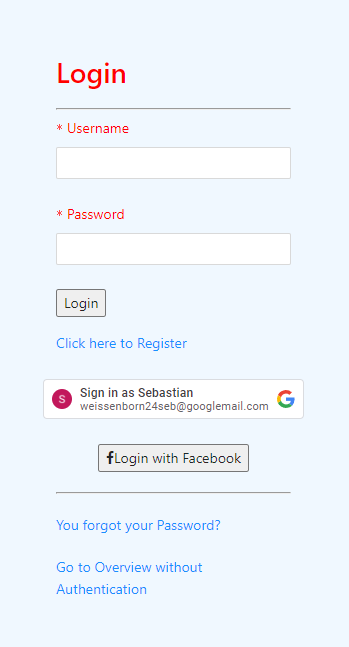 Login
* Username
* Password
Login
Click here to Register
S
Sign in as Sebastian
weissenborn24seb@googlemail.com
G
Login with Facebook
You forgot your Password?
Go to Overview without
Authentication